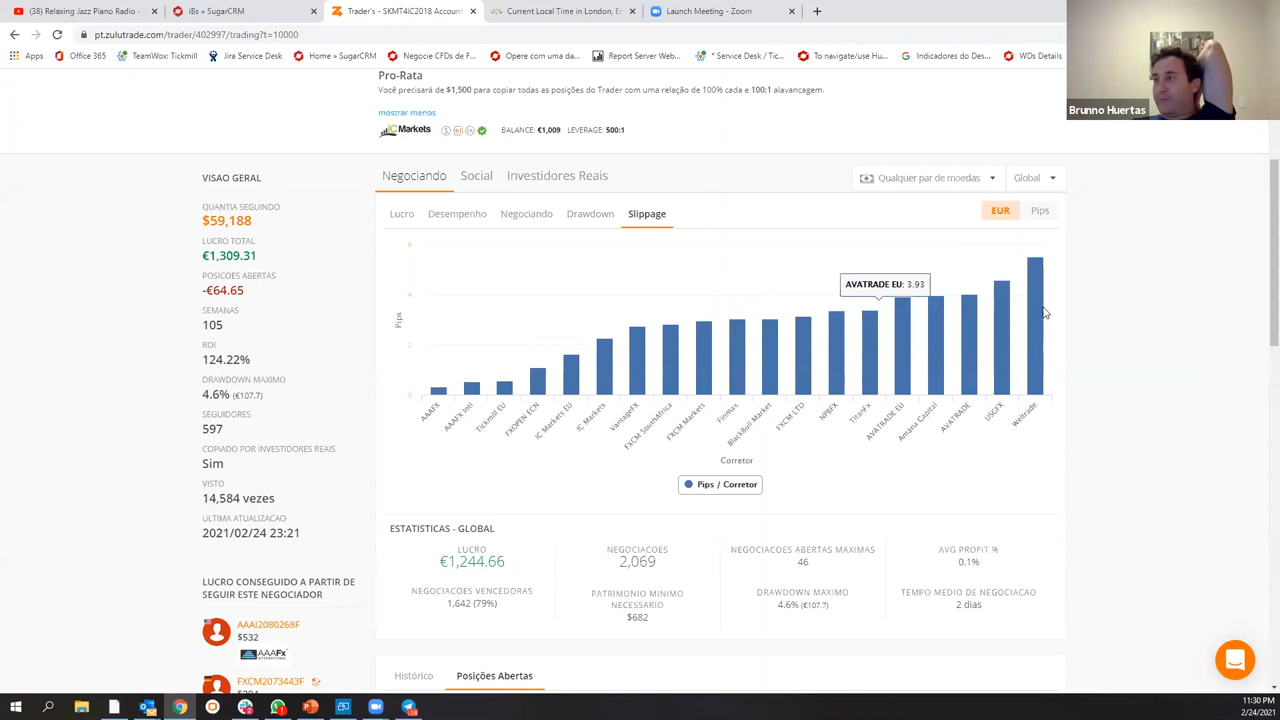 (38) Relaxing Jazz Piano Radio -
iBs » SugarCRM
Trader's - SKMT4IC2018 Accoun
Current Local Time in London, En
Launch Meeting - Zoom
pt.zulutrade.com/trader/402997/trading?t=10000
Apps
Office 365
TeamWox: Tickmill
Jira Service Desk
Home » SugarCRM
Negocie CFDs de F...
Opere com uma da...
Report Server Web...
* Service Desk / Tic...
To navigate/use Hu...
Indicadores do Des...
WDs Details
Brunno Huertas
Pro-Rata
Você precisará de $1,500 para copiar todas as posições do Trader com uma relação de 100% cada e 100:1 alavancagem.
mostrar menos
IC Markets
BALANCE: €1,009
LEVERAGE: 500:1
VISAO GERAL
QUANTIA SEGUINDO
$59,188
LUCRO TOTAL
€1,309.31
POSICOES ABERTAS
-€64.65
SEMANAS
105
ROI
124.22%
DRAWDOWN MAXIMO
4.6% (€107.7)
SEGUIDORES
597
COPIADO POR INVESTIDORES REAIS
Sim
VISTO
14,584 vezes
ULTIMA ATUALIZACAO
2021/02/24 23:21
LUCRO CONSEGUIDO A PARTIR DE
SEGUIR ESTE NEGOCIADOR
AAAI2080268F
$532
AAAFx
INTERNATIONAL
FXCM2073443F
Negociando
Social
Investidores Reais
Qualquer par de moedas
Global
Lucro
Desempenho
Negociando
Drawdown
Slippage
EUR
Pips
6
4
2
0
Pips
AVATRADE EU: 3.93
AAAFX
AAAFX Intl
Tickmill EU
FXOPEN ECN
IC Markets EU
IC Markets
VantageFX
FXCM SouthAfrica
FXCM Markets
Finmax
BlackBull Market
FXCM LTD
NPBFX
TitanFx
AVATRADE EU
Amana Capital
AVATRADE
USGFX
Weltrade
Corretor
Pips / Corretor
ESTATISTICAS - GLOBAL
LUCRO
€1,244.66
NEGOCIACOES
2,069
NEGOCIACOES ABERTAS MAXIMAS
46
AVG PROFIT %
0.1%
NEGOCIACOES VENCEDORAS
1,642 (79%)
PATRIMONIO MINIMO
NECESSARIO
$682
DRAWDOWN MAXIMO
4.6% (€107.7)
TEMPO MEDIO DE NEGOCIACAO
2 dias
Histórico
Posições Abertas
11:30 PM
2/24/2021